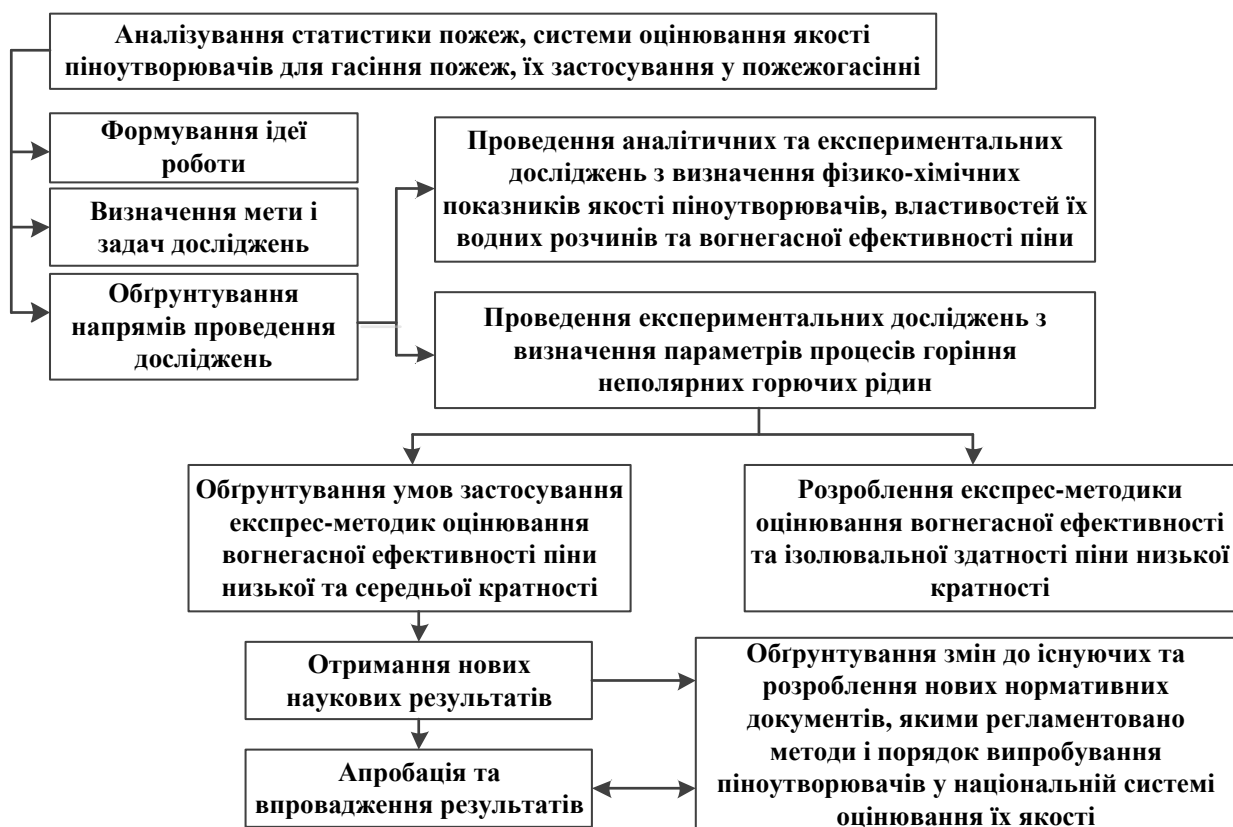 Аналізування статистики пожеж, системи оцінювання якості
піноутворювачів для гасіння пожеж, їх застосування у пожежогасінні
Формування ідеї
роботи
Визначення мети і
задач досліджень
Обґрунтування
напрямів проведення
досліджень
Проведення аналітичних та експериментальних
досліджень з визначення фізико-хімічних
показників якості піноутворювачів, властивостей їх
водних розчинів та вогнегасної ефективності піни
Проведення експериментальних досліджень з
визначення параметрів процесів горіння
неполярних горючих рідин
Обґрунтування умов застосування
експрес-методик оцінювання
вогнегасної ефективності піни
низької та середньої кратності
Розроблення експрес-методики
оцінювання вогнегасної ефективності
та ізолювальної здатності піни низької
кратності
Отримання нових
наукових результатів
Апробація та
впровадження результатів
Обґрунтування змін до існуючих та
розроблення нових нормативних
документів, якими регламентовано
методи і порядок випробування
піноутворювачів у національній системі
оцінювання їх якості